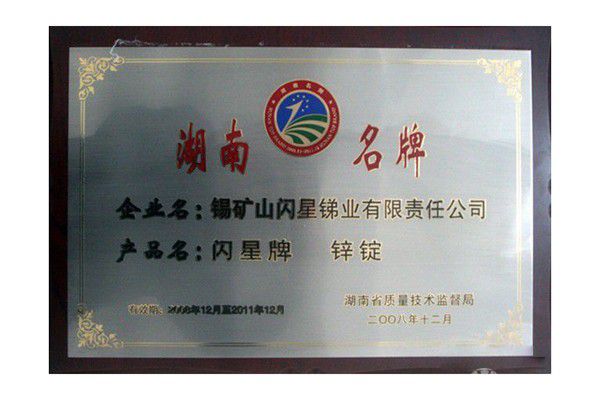 湖南名牌
企业名：锡矿山闪星锑业有限责任公司
产品名：闪星牌 锌锭
有效期：2008年12月至2011年12月
湖南省质量技术监督局
二〇〇八年十二月